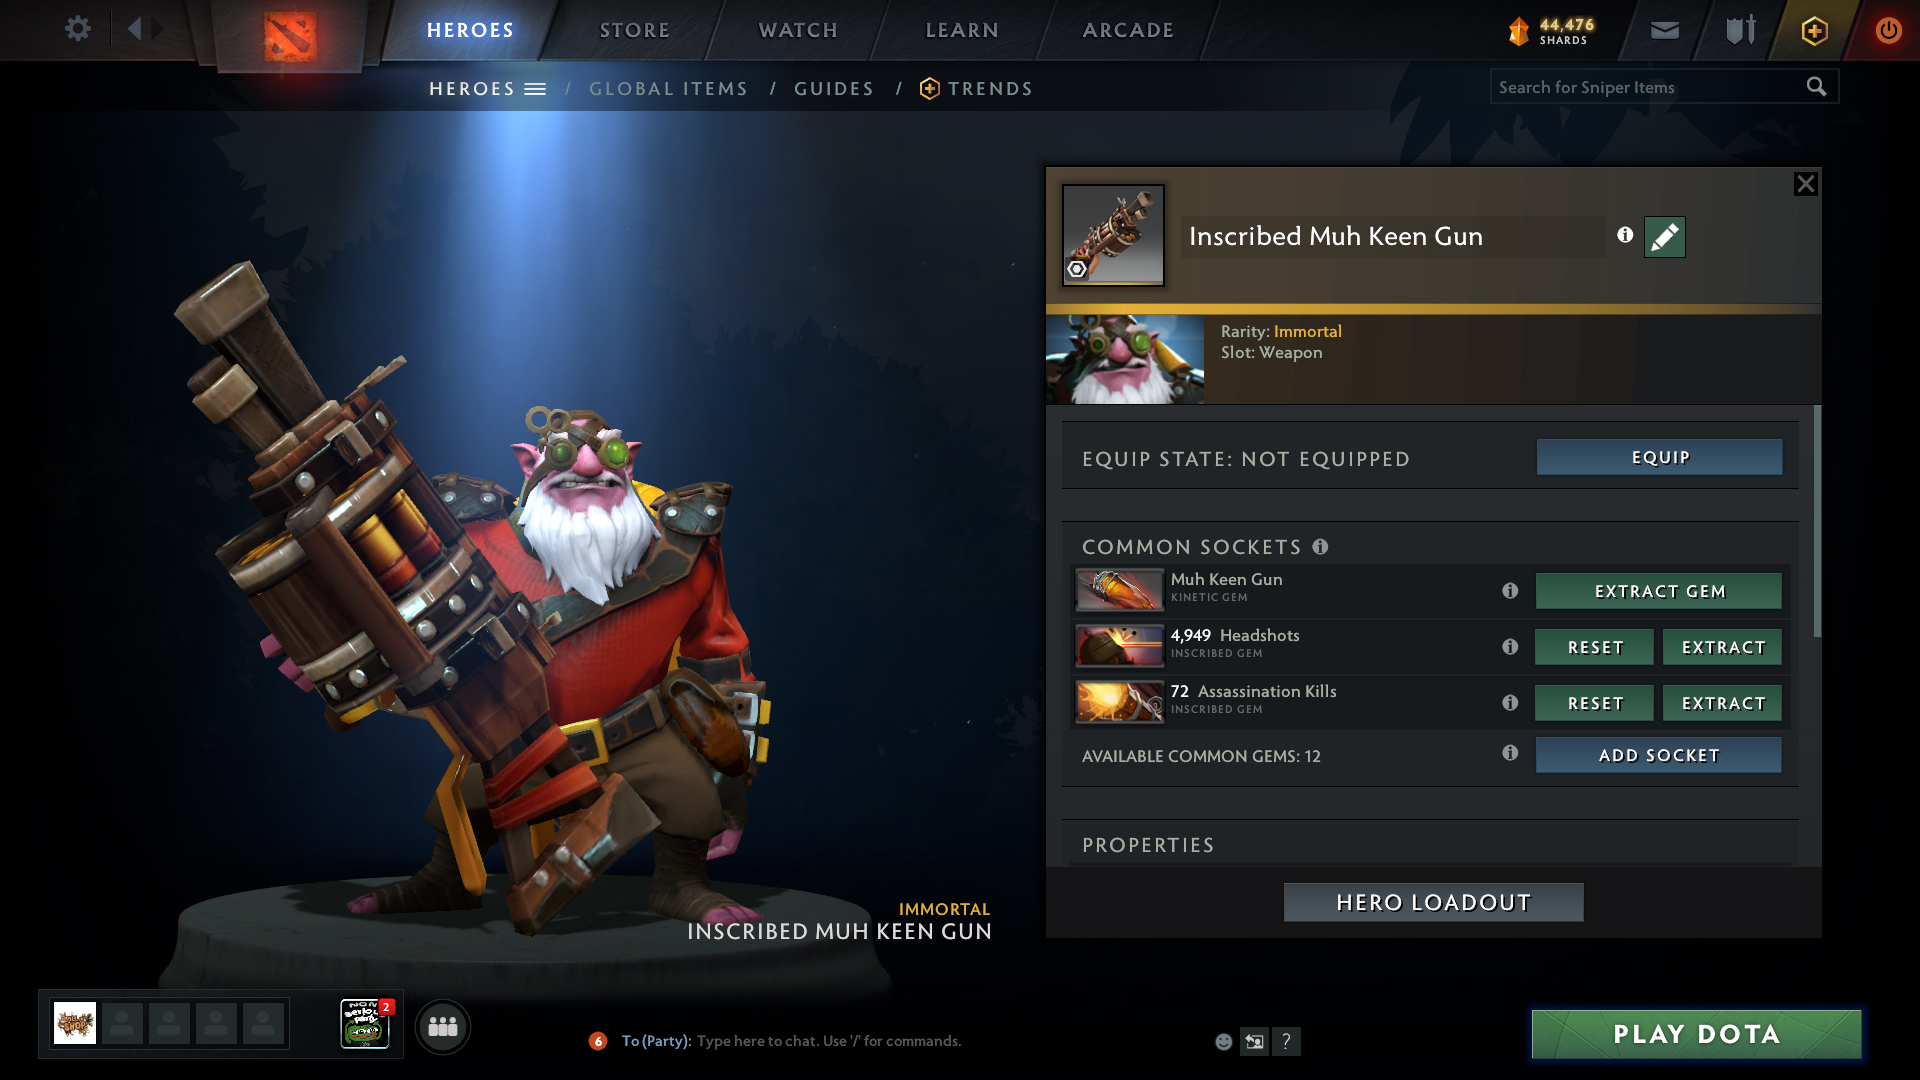 HEROES
STORE
WATCH
LEARN
ARCADE
44,476
SHARDS
HEROES / GLOBAL ITEMS / GUIDES / TRENDS
Search for Sniper Items
Inscribed Muh Keen Gun
Rarity: Immortal
Slot: Weapon
EQUIP STATE: NOT EQUIPPED
EQUIP
COMMON SOCKETS
Muh Keen Gun
KINETIC GEM
EXTRACT GEM
4,949 Headshots
INSCRIBED GEM
RESET
EXTRACT
72 Assassination Kills
INSCRIBED GEM
RESET
EXTRACT
AVAILABLE COMMON GEMS: 12
ADD SOCKET
PROPERTIES
HERO LOADOUT
IMMORTAL
INSCRIBED MUH KEEN GUN
2
6
To (Party): Type here to chat. Use '/' for commands.
?
PLAY DOTA